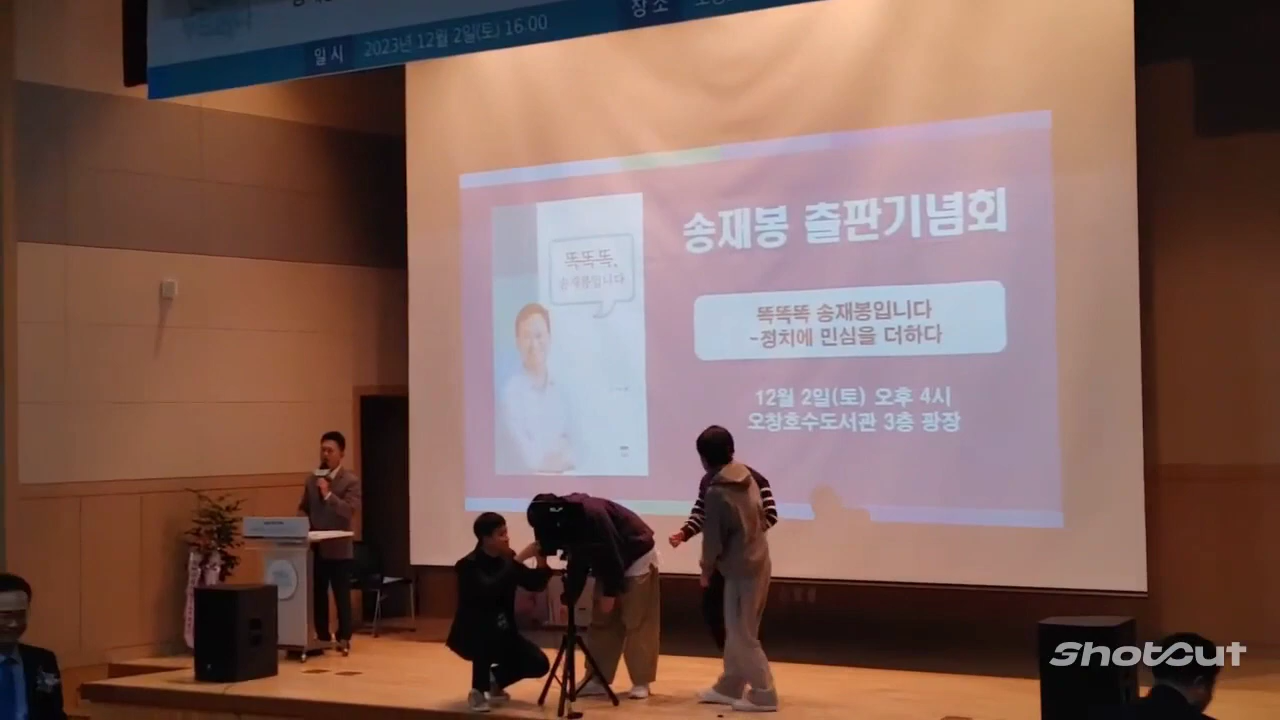 일시 2023년 12월 2일(토) 16:00 장소
송재봉 출판기념회
똑똑똑,
송재봉입니다
똑똑똑 송재봉입니다
~정치에 민심을 더하다
12월 2일(토) 오후 4시
오창호수도서관 3층 광장
ShotCut